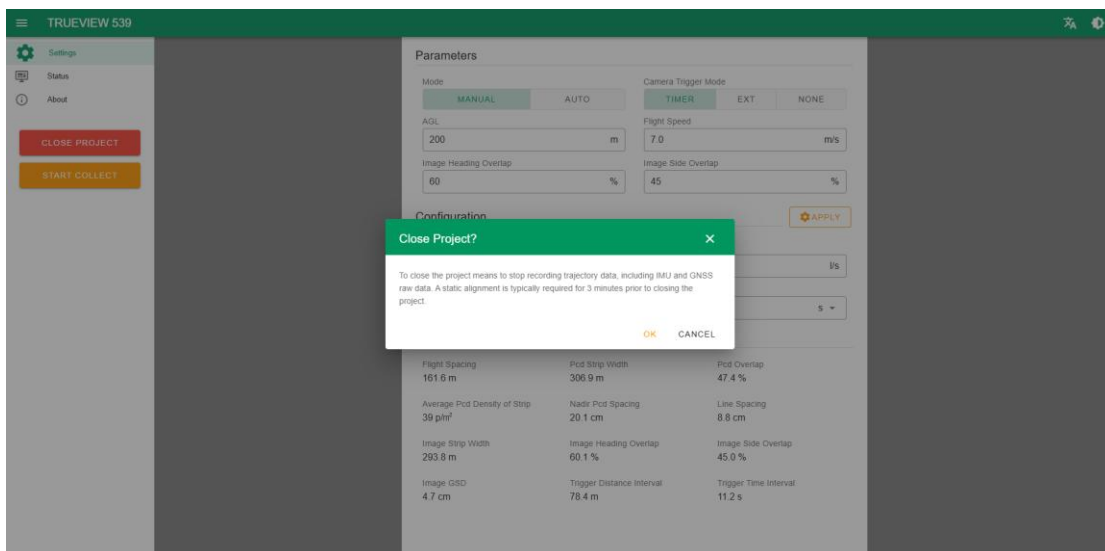 TRUEVIEW 539
Settings
Status
About
CLOSE PROJECT
START COLLECT
Parameters
Mode
Camera Trigger Mode
MANUAL AUTO
TIMER EXT NONE
AGL
Flight Speed
200 m
7.0 m/s
Image Heading Overlap
Image Side Overlap
60 %
45 %
Configuration
APPLY
Close Project?
To close the project means to stop recording trajectory data, including IMU and GNSS
raw data. A static alignment is typically required for 3 minutes prior to closing the
project.
OK CANCEL
s
Flight Spacing
161.6 m
Pcd Strip Width
306.9 m
Pcd Overlap
47.4 %
Average Pcd Density of Strip
39 p/m²
Nadir Pcd Spacing
20.1 cm
Line Spacing
8.8 cm
Image Strip Width
293.8 m
Image Heading Overlap
60.1 %
Image Side Overlap
45.0 %
Image GSD
4.7 cm
Trigger Distance Interval
78.4 m
Trigger Time Interval
11.2 s